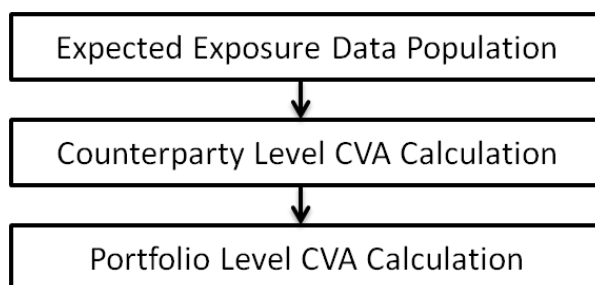 Expected Exposure Data Population
Counterparty Level CVA Calculation
Portfolio Level CVA Calculation